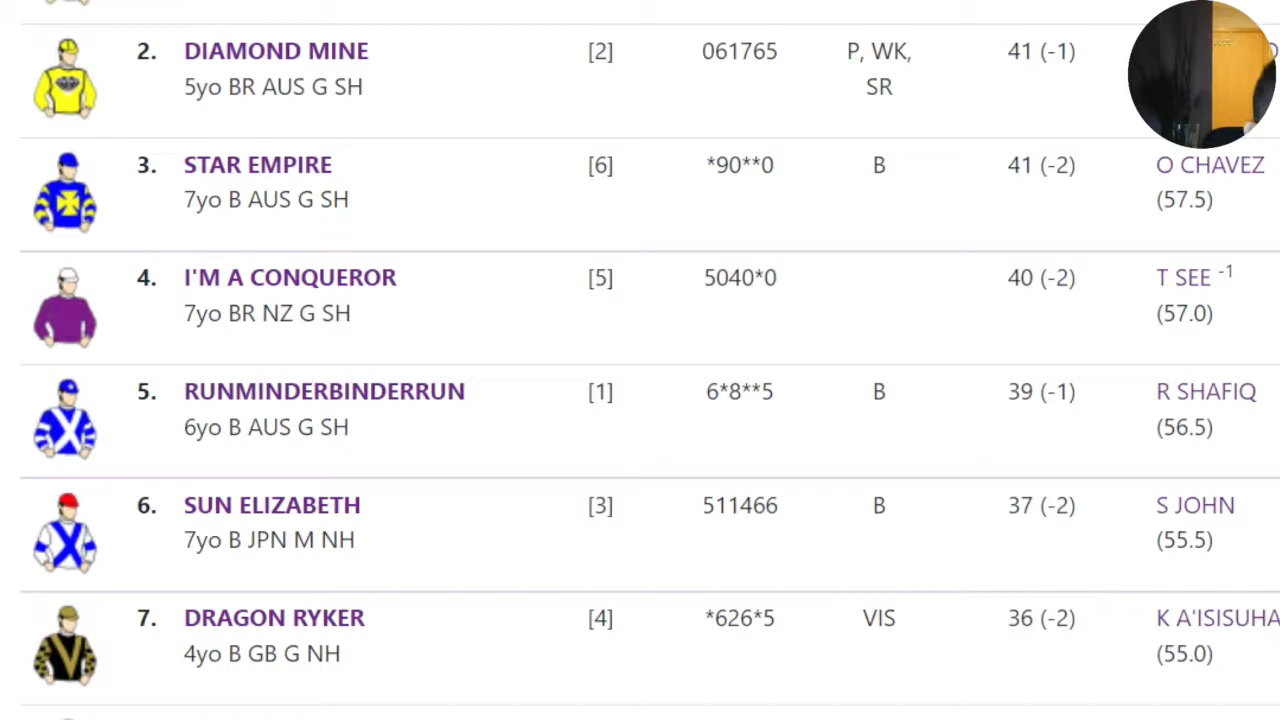 2. DIAMOND MINE [2] 061765 P, WK, 41 (-1)
5yo BR AUS G SH SR
3. STAR EMPIRE [6] *90**0 B 41 (-2) O CHAVEZ
7yo B AUS G SH (57.5)
4. I'M A CONQUEROR [5] 5040*0 40 (-2) T SEE -1
7yo BR NZ G SH (57.0)
5. RUNMINDERBINDERRUN [1] 6*8**5 B 39 (-1) R SHAFIQ
6yo B AUS G SH (56.5)
6. SUN ELIZABETH [3] 511466 B 37 (-2) S JOHN
7yo B JPN M NH (55.5)
7. DRAGON RYKER [4] *626*5 VIS 36 (-2) K A'ISISUHA
4yo B GB G NH (55.0)